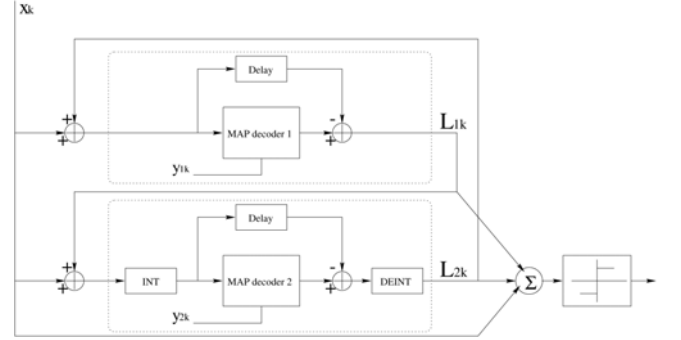 xk
+
+
Delay
MAP decoder 1
-
+
L1k
y1k
+
+
INT
Delay
MAP decoder 2
-
+
DEINT
L2k
y2k
Σ